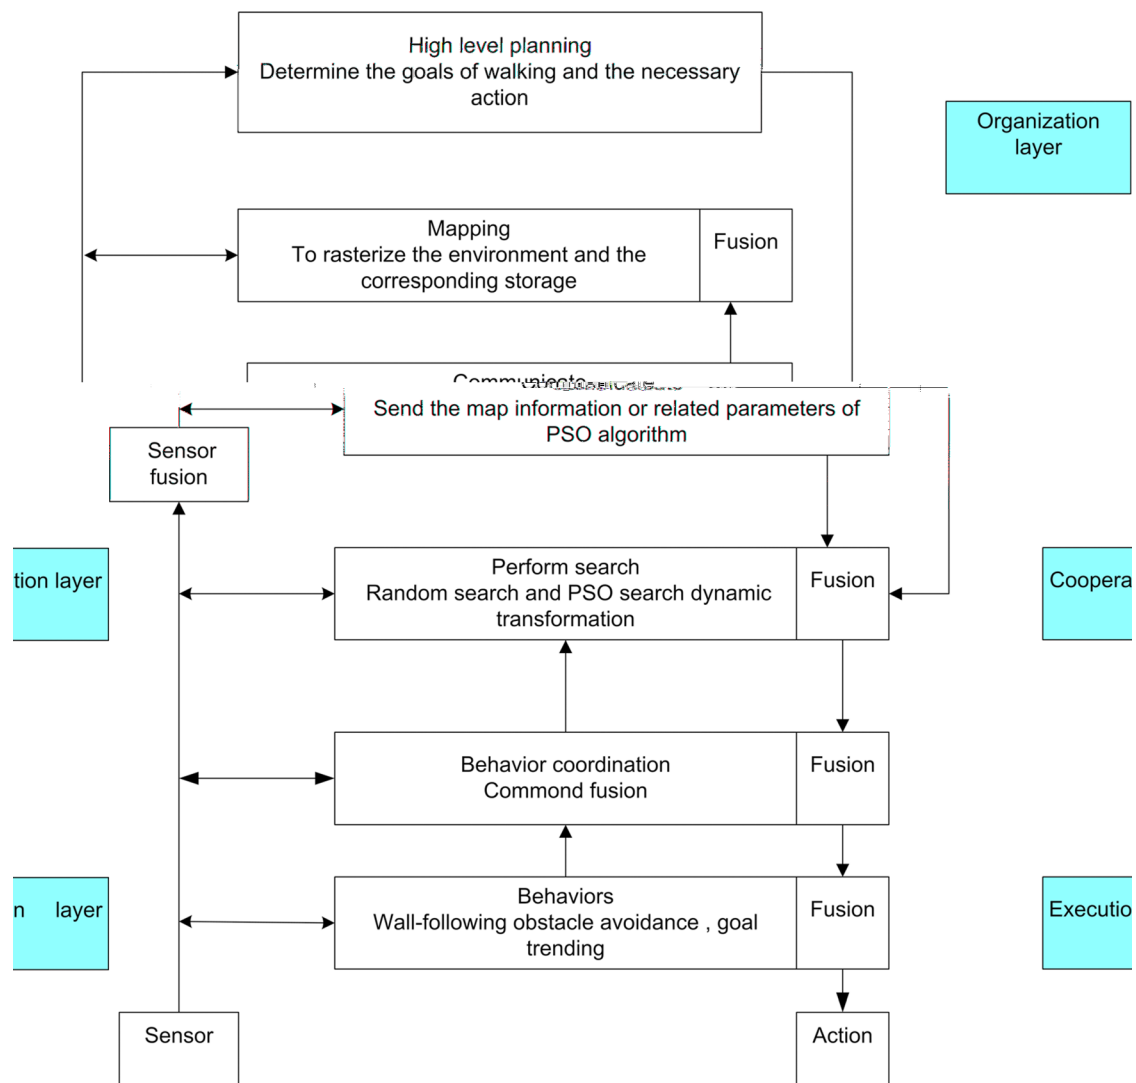 High level planning
Determine the goals of walking and the necessary
action
Organization
layer
Mapping
To rasterize the environment and the
corresponding storage
Fusion
Send the map information or related parameters of
PSO algorithm
Sensor
fusion
tion layer
Perform search
Random search and PSO search dynamic
transformation
Fusion
Coopera
Behavior coordination
Commond fusion
Fusion
n layer
Behaviors
Wall-following obstacle avoidance , goal
trending
Fusion
Executio
Sensor
Action